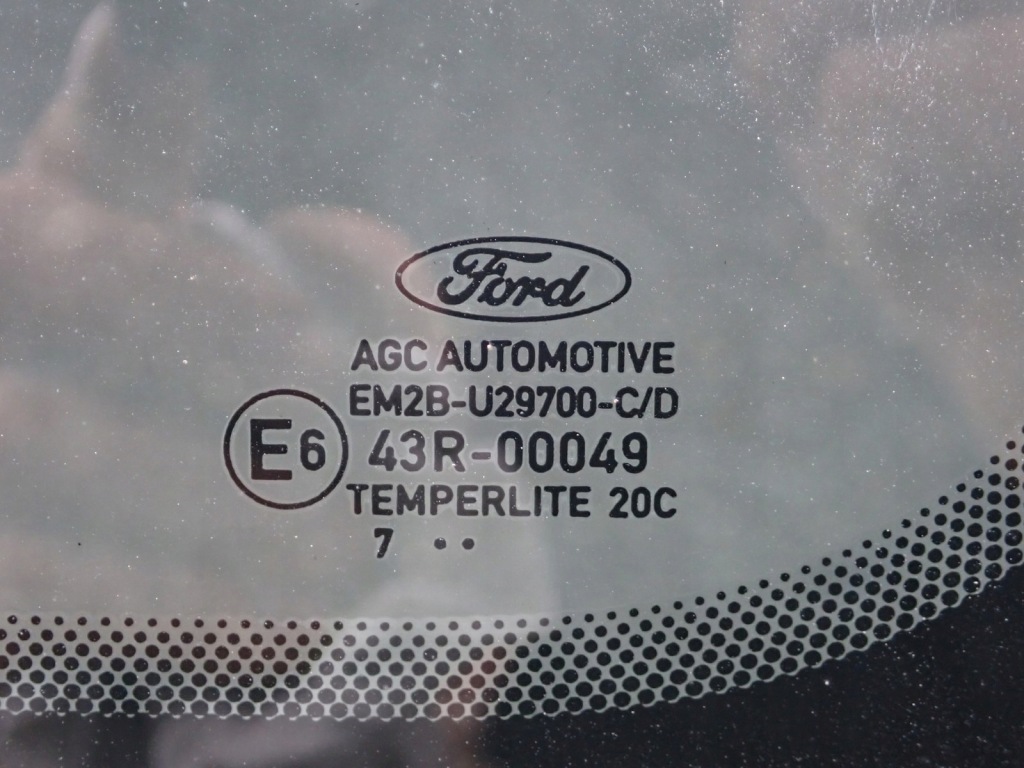 Ford
AGC AUTOMOTIVE
EM2B-U29700-C/D
E6 43R-00049
TEMPERLITE 20C
7 ••